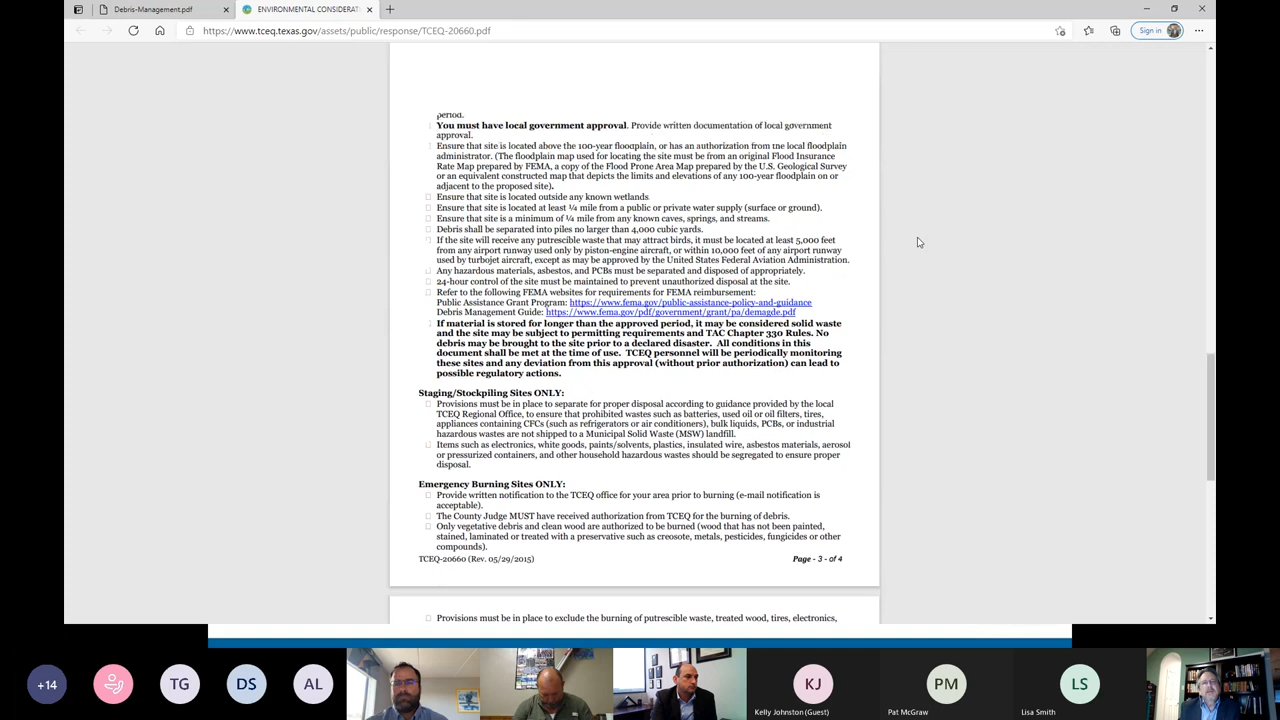 Debris-Management.pdf
ENVIRONMENTAL CONSIDERAT
https://www.tceq.texas.gov/assets/public/response/TCEQ-20660.pdf
Sign in
period.
You must have local government approval. Provide written documentation of local government
approval.
Ensure that site is located above the 100-year floodplain, or has an authorization from the local floodplain
administrator. (The floodplain map used for locating the site must be from an original Flood Insurance
Rate Map prepared by FEMA, a copy of the Flood Prone Area Map prepared by the U.S. Geological Survey
or an equivalent constructed map that depicts the limits and elevations of any 100-year floodplain on or
adjacent to the proposed site).
Ensure that site is located outside any known wetlands
Ensure that site is located at least ¼ mile from a public or private water supply (surface or ground).
Ensure that site is a minimum of ¼ mile from any known caves, springs, and streams.
Debris shall be separated into piles no larger than 4,000 cubic yards.
If the site will receive any putrescible waste that may attract birds, it must be located at least 5,000 feet
from any airport runway used only by piston-engine aircraft, or within 10,000 feet of any airport runway
used by turbojet aircraft, except as may be approved by the United States Federal Aviation Administration.
Any hazardous materials, asbestos, and PCBs must be separated and disposed of appropriately.
24-hour control of the site must be maintained to prevent unauthorized disposal at the site.
Refer to the following FEMA websites for requirements for FEMA reimbursement:
Public Assistance Grant Program: https://www.fema.gov/public-assistance-policy-and-guidance
Debris Management Guide: https://www.fema.gov/pdf/government/grant/pa/demagde.pdf
If material is stored for longer than the approved period, it may be considered solid waste
and the site may be subject to permitting requirements and TAC Chapter 330 Rules. No
debris may be brought to the site prior to a declared disaster. All conditions in this
document shall be met at the time of use. TCEQ personnel will be periodically monitoring
these sites and any deviation from this approval (without prior authorization) can lead to
possible regulatory actions.
Staging/Stockpiling Sites ONLY:
Provisions must be in place to separate for proper disposal according to guidance provided by the local
TCEQ Regional Office, to ensure that prohibited wastes such as batteries, used oil or oil filters, tires,
appliances containing CFCs (such as refrigerators or air conditioners), bulk liquids, PCBs, or industrial
hazardous wastes are not shipped to a Municipal Solid Waste (MSW) landfill.
Items such as electronics, white goods, paints/solvents, plastics, insulated wire, asbestos materials, aerosol
or pressurized containers, and other household hazardous wastes should be segregated to ensure proper
disposal.
Emergency Burning Sites ONLY:
Provide written notification to the TCEQ office for your area prior to burning (e-mail notification is
acceptable).
The County Judge MUST have received authorization from TCEQ for the burning of debris.
Only vegetative debris and clean wood are authorized to be burned (wood that has not been painted,
stained, laminated or treated with a preservative such as creosote, metals, pesticides, fungicides or other
compounds).
TCEQ-20660 (Rev. 05/29/2015) Page - 3 - of 4
Provisions must be in place to exclude the burning of putrescible waste, treated wood, tires, electronics,
+14 TG DS AL KJ PM LS
Kelly Johnston (Guest) Pat McGraw Lisa Smith